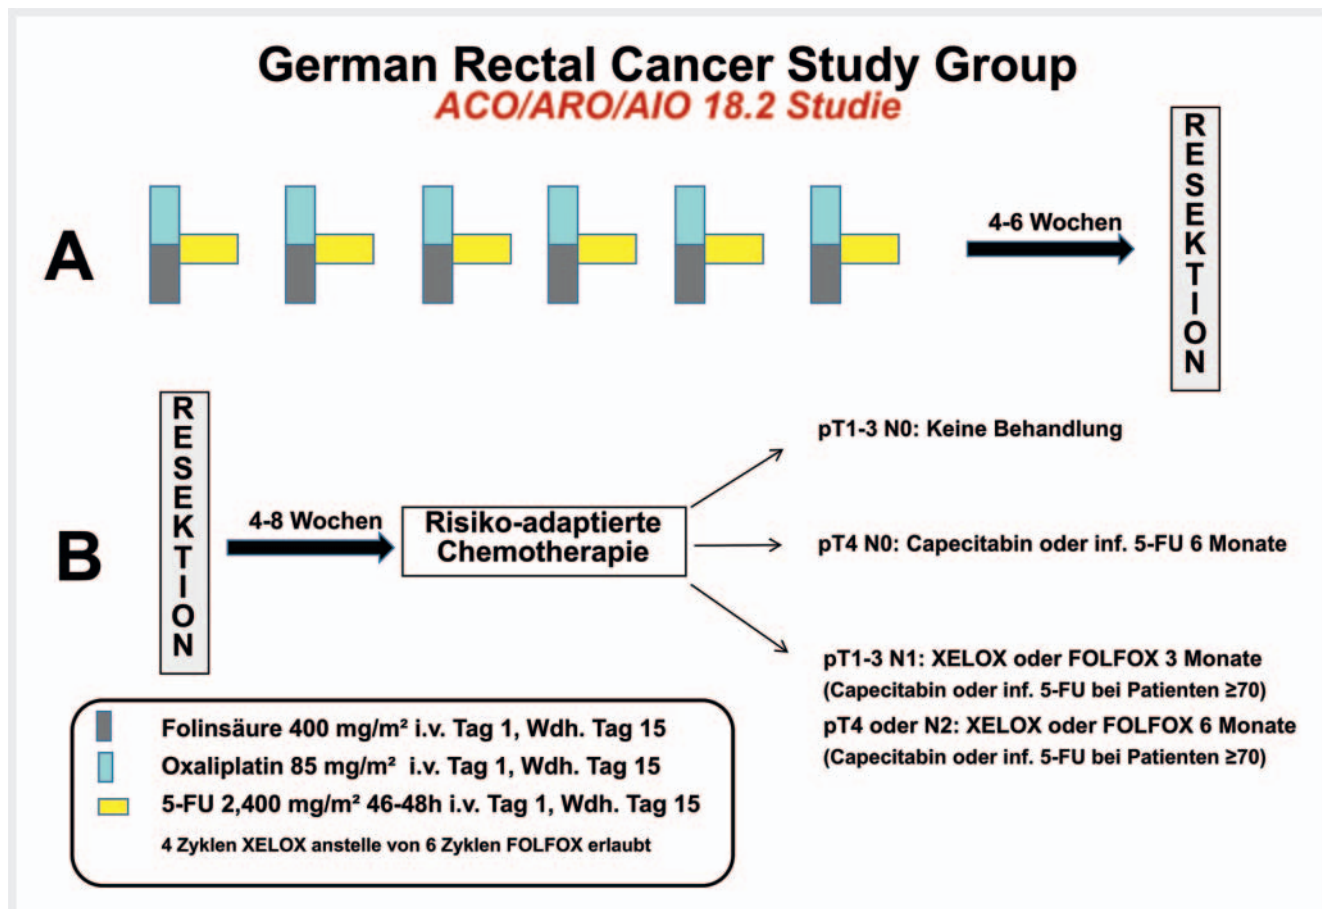 German Rectal Cancer Study Group
ACO/ARO/AIO 18.2 Studie
A
4-6 Wochen
RESEKTION
B
RESEKTION
4-8 Wochen
Risiko-adaptierte
Chemotherapie
pT1-3 N0: Keine Behandlung
pT4 N0: Capecitabin oder inf. 5-FU 6 Monate
pT1-3 N1: XELOX oder FOLFOX 3 Monate
(Capecitabin oder inf. 5-FU bei Patienten ≥70)
pT4 oder N2: XELOX oder FOLFOX 6 Monate
(Capecitabin oder inf. 5-FU bei Patienten ≥70)
Folinsäure 400 mg/m² i.v. Tag 1, Wdh. Tag 15
Oxaliplatin 85 mg/m² i.v. Tag 1, Wdh. Tag 15
5-FU 2,400 mg/m² 46-48h i.v. Tag 1, Wdh. Tag 15
4 Zyklen XELOX anstelle von 6 Zyklen FOLFOX erlaubt